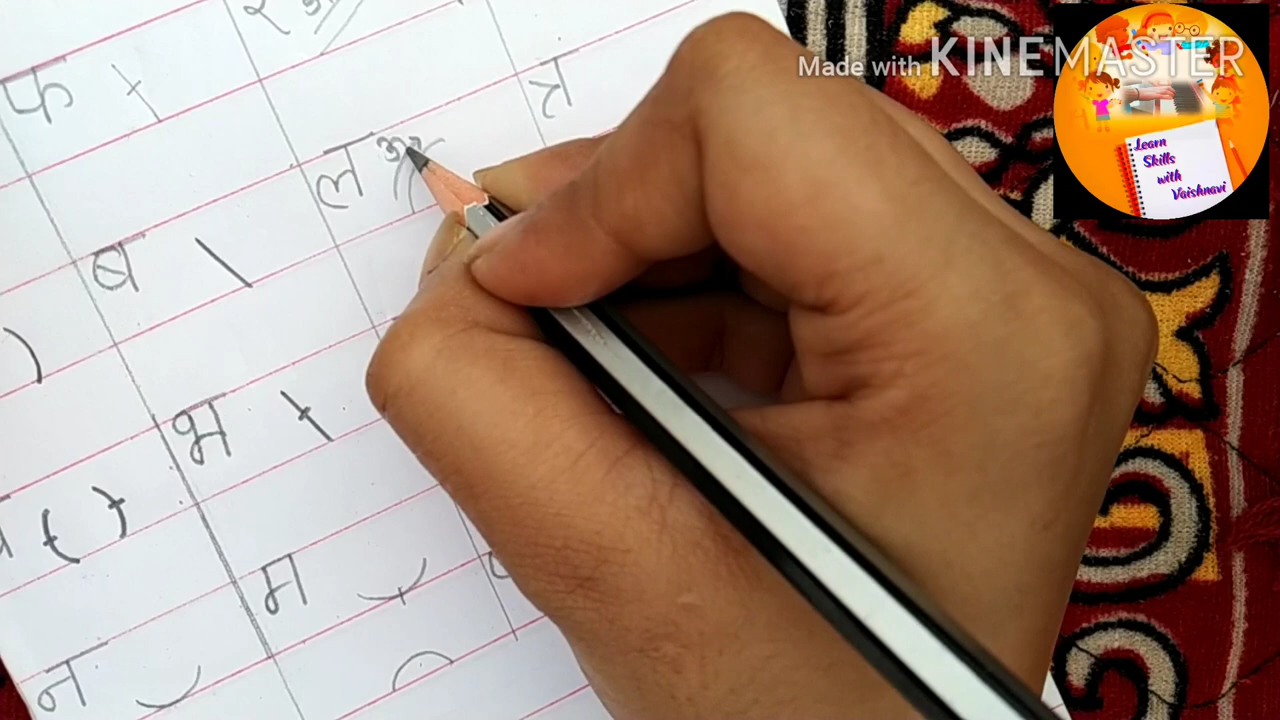 Made with KINEMASTER
Learn
Skills
with
Vaishnavi
फ
त्र
ल
ब
भ
म
न